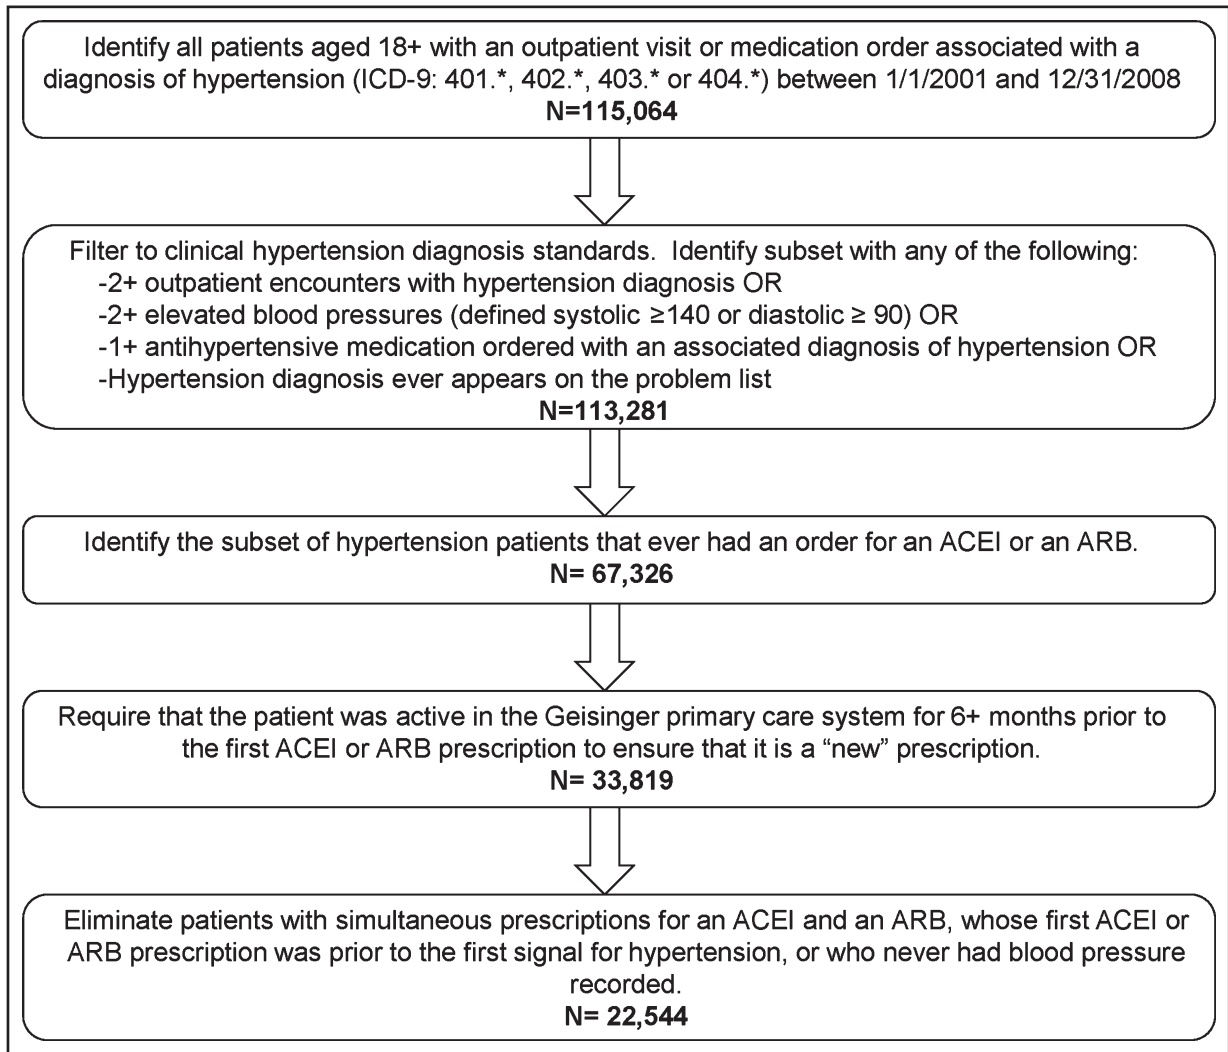 Identify all patients aged 18+ with an outpatient visit or medication order associated with a
diagnosis of hypertension (ICD-9: 401.*, 402.*, 403.* or 404.*) between 1/1/2001 and 12/31/2008
N=115,064
Filter to clinical hypertension diagnosis standards.  Identify subset with any of the following:
-2+ outpatient encounters with hypertension diagnosis OR
-2+ elevated blood pressures (defined systolic ≥140 or diastolic ≥ 90) OR
-1+ antihypertensive medication ordered with an associated diagnosis of hypertension OR
-Hypertension diagnosis ever appears on the problem list
N=113,281
Identify the subset of hypertension patients that ever had an order for an ACEI or an ARB.
N= 67,326
Require that the patient was active in the Geisinger primary care system for 6+ months prior to
the first ACEI or ARB prescription to ensure that it is a “new” prescription.
N= 33,819
Eliminate patients with simultaneous prescriptions for an ACEI and an ARB, whose first ACEI or
ARB prescription was prior to the first signal for hypertension, or who never had blood pressure
recorded.
N= 22,544